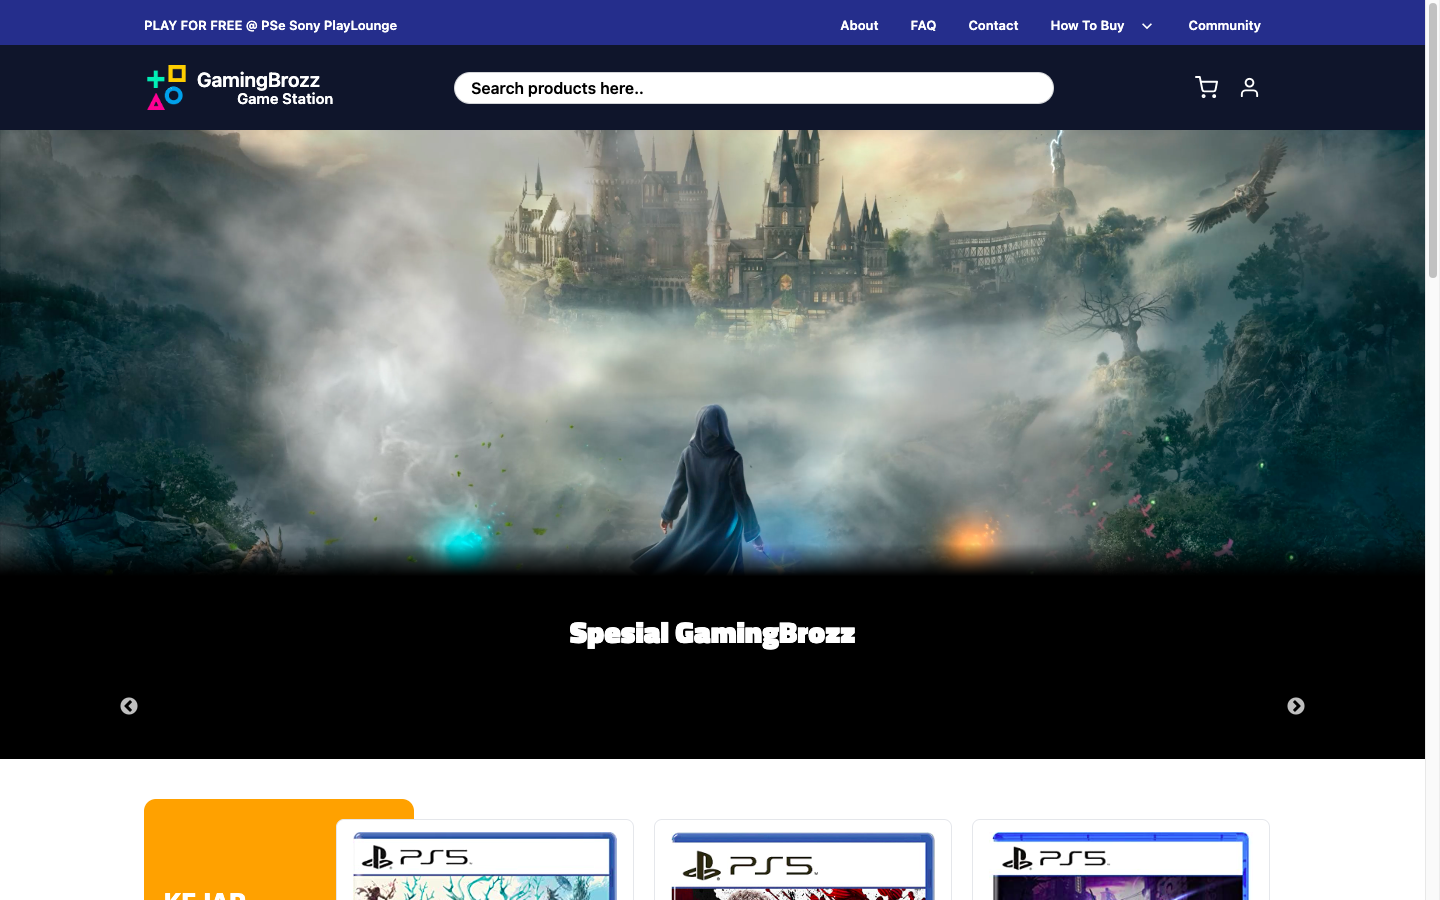 PLAY FOR FREE @ PSe Sony PlayLounge
About
FAQ
Contact
How To Buy
Community
GamingBrozz
Game Station
Search products here..
Spesial GamingBrozz
KEJAR
PS5
PS5
PS5